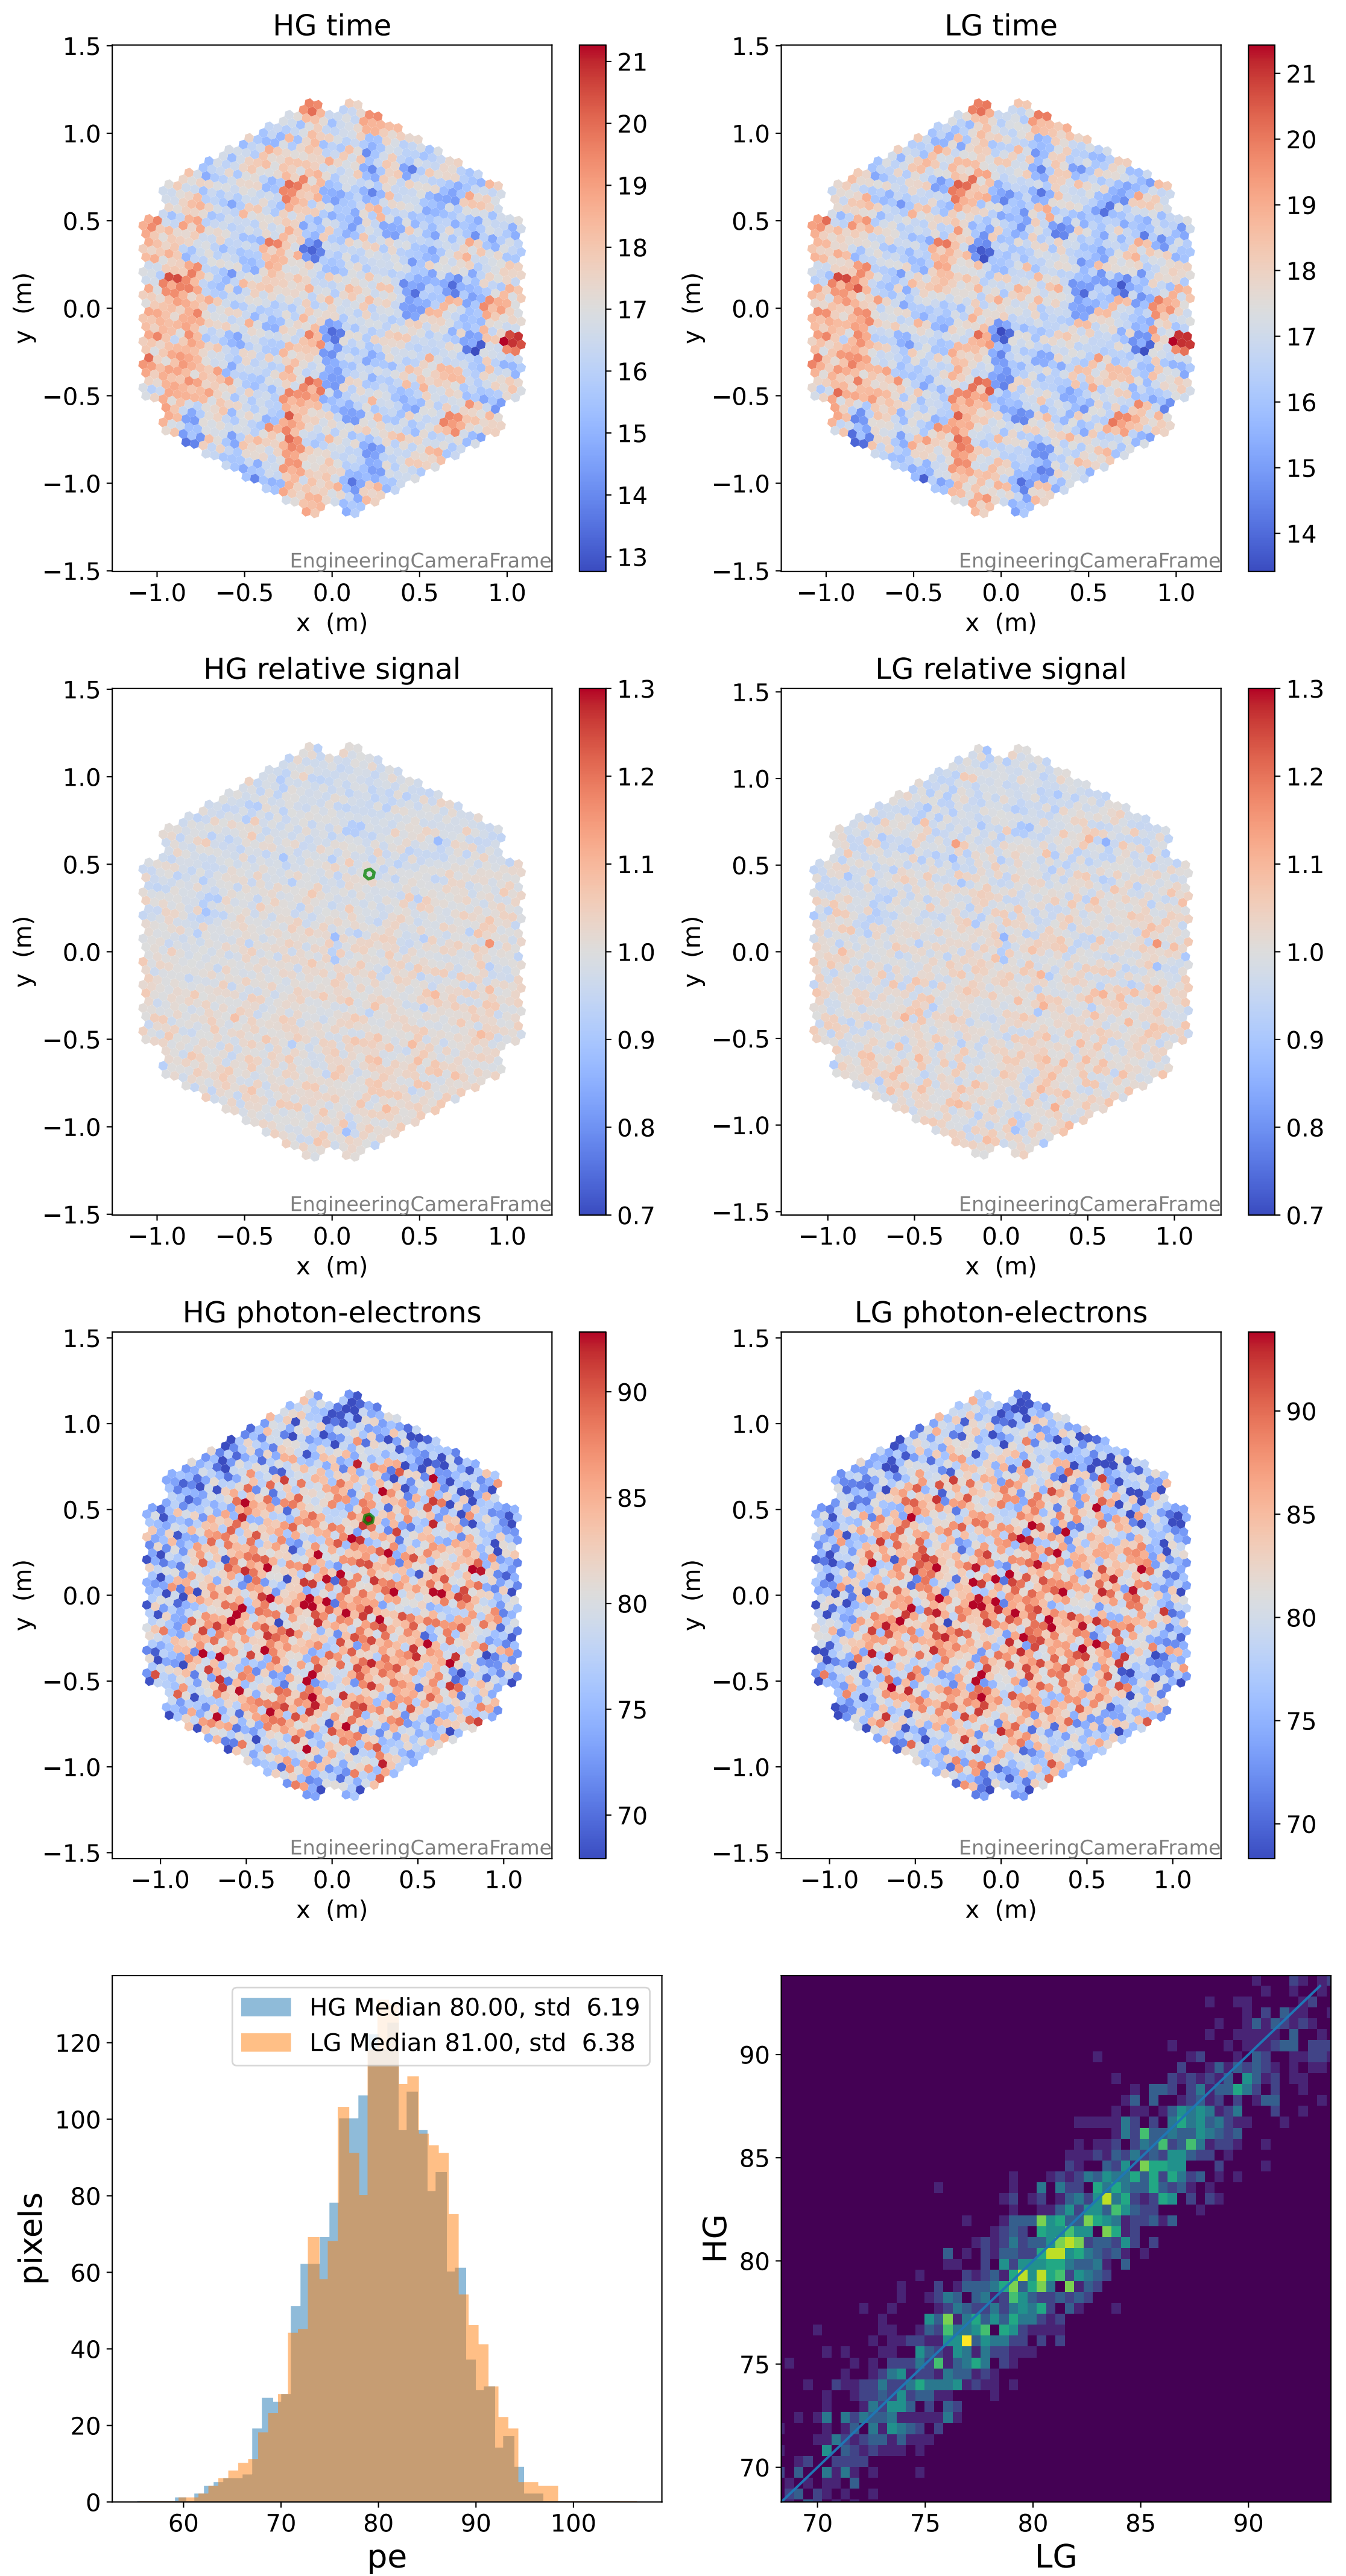 HG time
1.5
1.0
0.5
0.0
−0.5
−1.0
−1.5
y (m)
−1.0 −0.5 0.0 0.5 1.0
x (m)
EngineeringCameraFrame
21
20
19
18
17
16
15
14
13
LG time
1.5
1.0
0.5
0.0
−0.5
−1.0
−1.5
y (m)
−1.0 −0.5 0.0 0.5 1.0
x (m)
EngineeringCameraFrame
21
20
19
18
17
16
15
14
HG relative signal
1.5
1.0
0.5
0.0
−0.5
−1.0
−1.5
y (m)
−1.0 −0.5 0.0 0.5 1.0
x (m)
EngineeringCameraFrame
1.3
1.2
1.1
1.0
0.9
0.8
0.7
LG relative signal
1.5
1.0
0.5
0.0
−0.5
−1.0
−1.5
y (m)
−1.0 −0.5 0.0 0.5 1.0
x (m)
EngineeringCameraFrame
1.3
1.2
1.1
1.0
0.9
0.8
0.7
HG photon-electrons
1.5
1.0
0.5
0.0
−0.5
−1.0
−1.5
y (m)
−1.0 −0.5 0.0 0.5 1.0
x (m)
EngineeringCameraFrame
90
85
80
75
70
LG photon-electrons
1.5
1.0
0.5
0.0
−0.5
−1.0
−1.5
y (m)
−1.0 −0.5 0.0 0.5 1.0
x (m)
EngineeringCameraFrame
90
85
80
75
70
HG Median 80.00, std 6.19
LG Median 81.00, std 6.38
120
100
80
60
40
20
0
pixels
60 70 80 90 100
pe
90
85
80
75
70
HG
70 75 80 85 90
LG